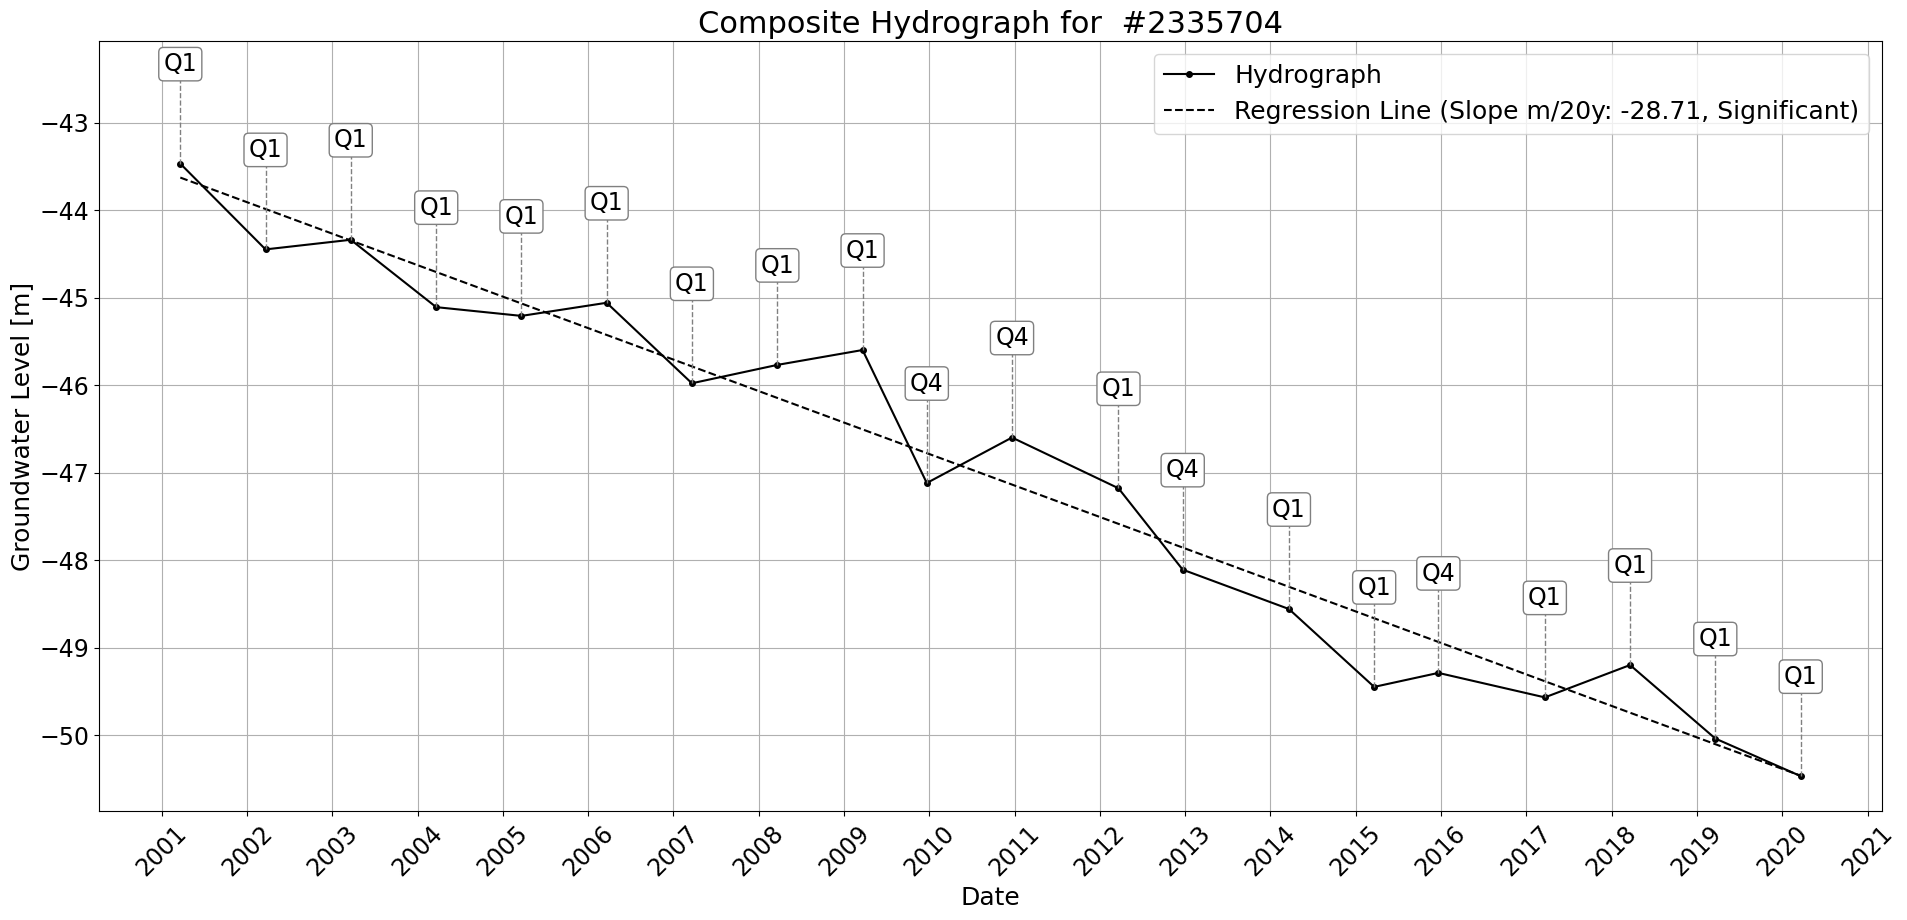 Composite Hydrograph for  #2335704
Hydrograph
Regression Line (Slope m/20y: -28.71, Significant)
Groundwater Level [m]
−43
−44
−45
−46
−47
−48
−49
−50
Q1
Q1
Q1
Q1
Q1
Q1
Q1
Q1
Q1
Q4
Q4
Q1
Q4
Q1
Q1
Q4
Q1
Q1
Q1
Q1
2001
2002
2003
2004
2005
2006
2007
2008
2009
2010
2011
2012
2013
2014
2015
2016
2017
2018
2019
2020
2021
Date